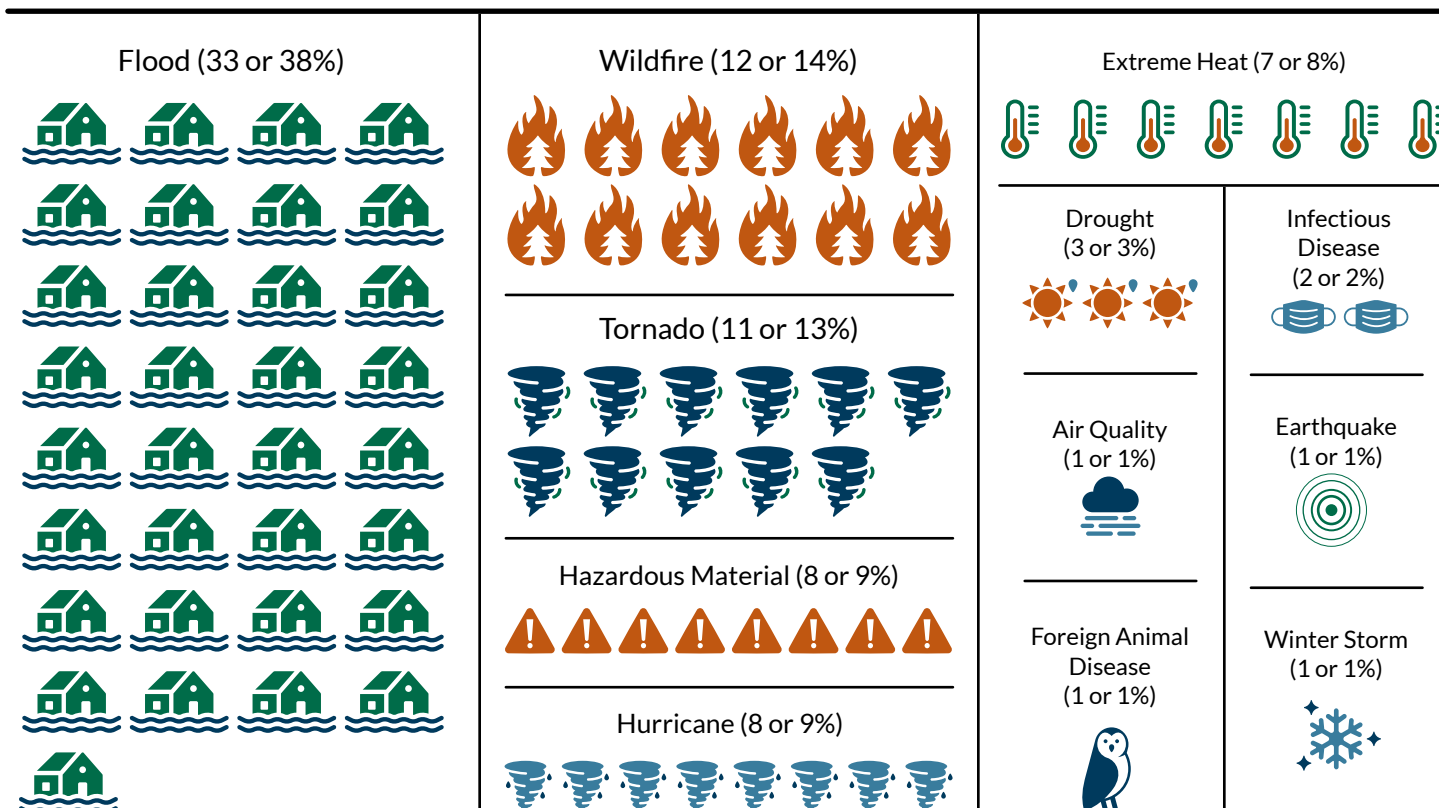 Flood (33 or 38%)
Wildfire (12 or 14%)
Tornado (11 or 13%)
Hazardous Material (8 or 9%)
Hurricane (8 or 9%)
Extreme Heat (7 or 8%)
Drought
(3 or 3%)
Infectious
Disease
(2 or 2%)
Air Quality
(1 or 1%)
Earthquake
(1 or 1%)
Foreign Animal
Disease
(1 or 1%)
Winter Storm
(1 or 1%)